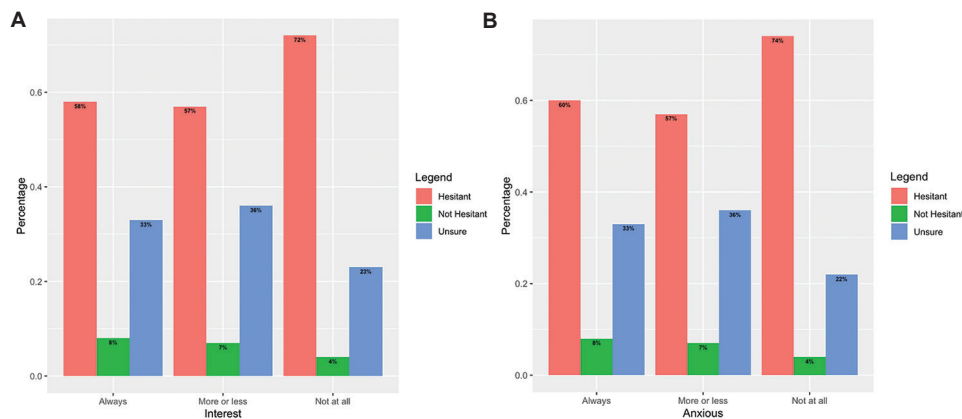 A
72%
58%
57%
36%
33%
23%
8%
7%
4%
0.6
0.4
0.2
0.0
Percentage
Always
More or less
Not at all
Interest
Legend
Hesitant
Not Hesitant
Unsure
B
74%
60%
57%
36%
33%
22%
8%
7%
4%
0.6
0.4
0.2
0.0
Percentage
Always
More or less
Not at all
Anxious
Legend
Hesitant
Not Hesitant
Unsure